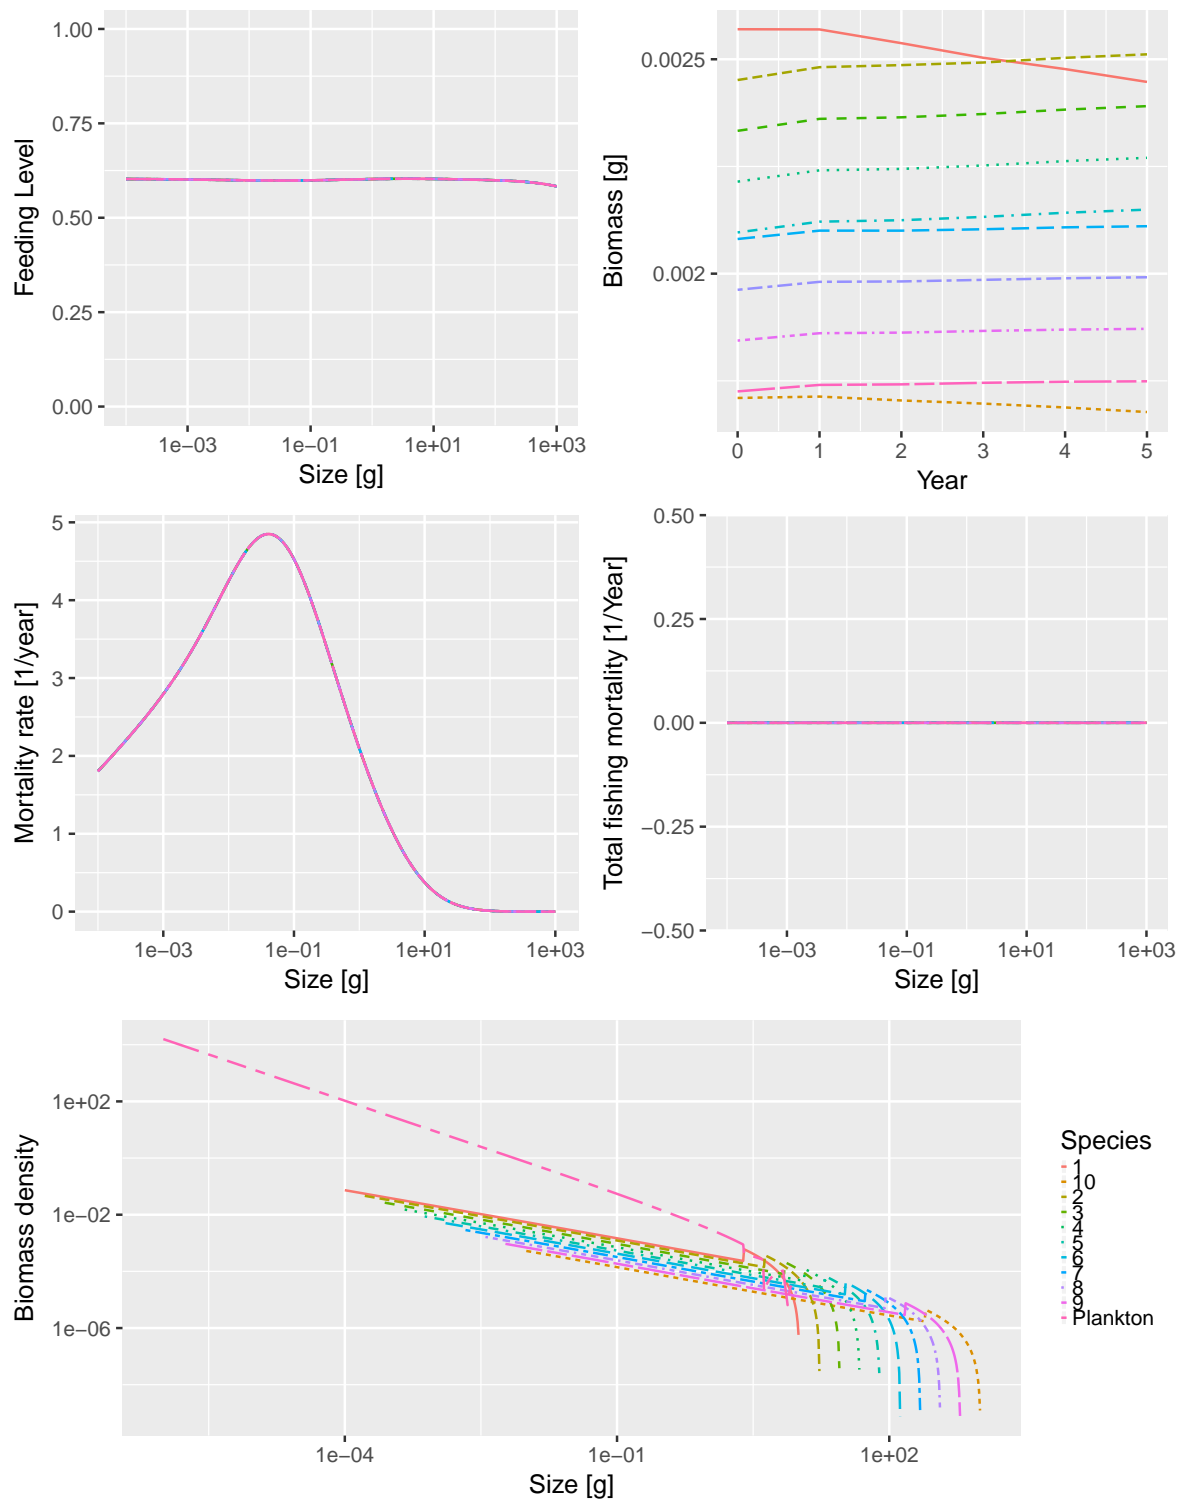 1.00
0.75
0.50
0.25
0.00
Feeding Level
1e−03
1e−01
1e+01
1e+03
Size [g]
0.0025
0.002
Biomass [g]
0
1
2
3
4
5
Year
5
4
3
2
1
0
Mortality rate [1/year]
1e−03
1e−01
1e+01
1e+03
Size [g]
0.50
0.25
0.00
−0.25
−0.50
Total fishing mortality [1/Year]
1e−03
1e−01
1e+01
1e+03
Size [g]
1e+02
1e−02
1e−06
Biomass density
1e−04
1e−01
1e+02
Size [g]
Species
1
10
2
3
4
5
6
7
8
9
Plankton